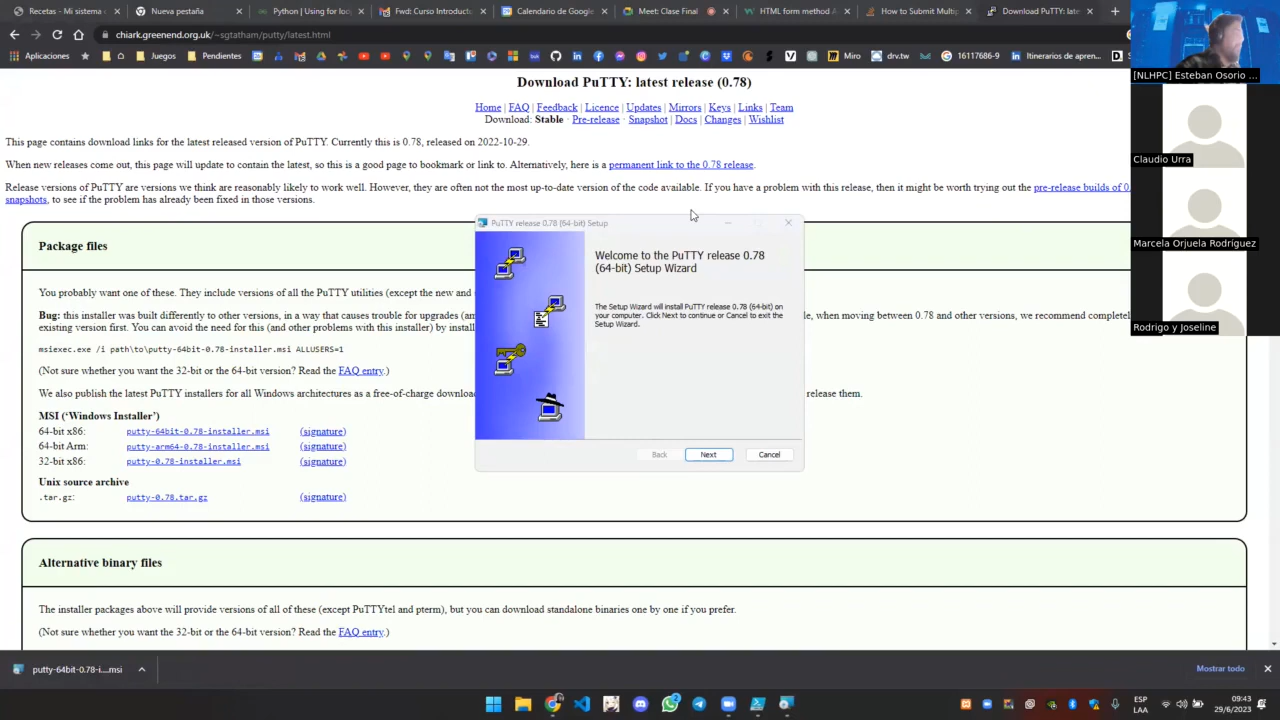 Recetas - Mi sistema
Nueva pestaña
Python | Using for loo
Fwd: Curso Introduct
Calendario de Google
Meet: Clase Final
HTML form method A
How to Submit Multip
Download PuTTY: late
chiark.greenend.org.uk/~sgtatham/putty/latest.html
Aplicaciones
Juegos
Pendientes
Miro
drv.tw
16117686-9
Itinerarios de apren...
[NLHPC] Esteban Osorio ...
Claudio Urra
Marcela Orjuela Rodríguez
Rodrigo y Joseline
Download PuTTY: latest release (0.78)
Home | FAQ | Feedback | Licence | Updates | Mirrors | Keys | Links | Team
Download: Stable · Pre-release · Snapshot | Docs | Changes | Wishlist
This page contains download links for the latest released version of PuTTY. Currently this is 0.78, released on 2022-10-29.
When new releases come out, this page will update to contain the latest, so this is a good page to bookmark or link to. Alternatively, here is a permanent link to the 0.78 release.
Release versions of PuTTY are versions we think are reasonably likely to work well. However, they are often not the most up-to-date version of the code available. If you have a problem with this release, then it might be worth trying out the pre-release builds of 0.
snapshots, to see if the problem has already been fixed in those versions.
Package files
You probably want one of these. They include versions of all the PuTTY utilities (except the new and
Bug: this installer was built differently to other versions, in a way that causes trouble for upgrades (am
e, when moving between 0.78 and other versions, we recommend complete
existing version first. You can avoid the need for this (and other problems with this installer) by install
msiexec.exe /i path\to\putty-64bit-0.78-installer.msi ALLUSERS=1
(Not sure whether you want the 32-bit or the 64-bit version? Read the FAQ entry.)
We also publish the latest PuTTY installers for all Windows architectures as a free-of-charge downloa
release them.
MSI (‘Windows Installer’)
64-bit x86: putty-64bit-0.78-installer.msi (signature)
64-bit Arm: putty-arm64-0.78-installer.msi (signature)
32-bit x86: putty-0.78-installer.msi (signature)
Unix source archive
.tar.gz: putty-0.78.tar.gz (signature)
PuTTY release 0.78 (64-bit) Setup
Welcome to the PuTTY release 0.78
(64-bit) Setup Wizard
The Setup Wizard will install PuTTY release 0.78 (64-bit) on
your computer. Click Next to continue or Cancel to exit the
Setup Wizard.
Back Next Cancel
Alternative binary files
The installer packages above will provide versions of all of these (except PuTTYtel and pterm), but you can download standalone binaries one by one if you prefer.
(Not sure whether you want the 32-bit or the 64-bit version? Read the FAQ entry.)
putty-64bit-0.78-i....msi
Mostrar todo
2
ESP
LAA
09:43
29/6/2023